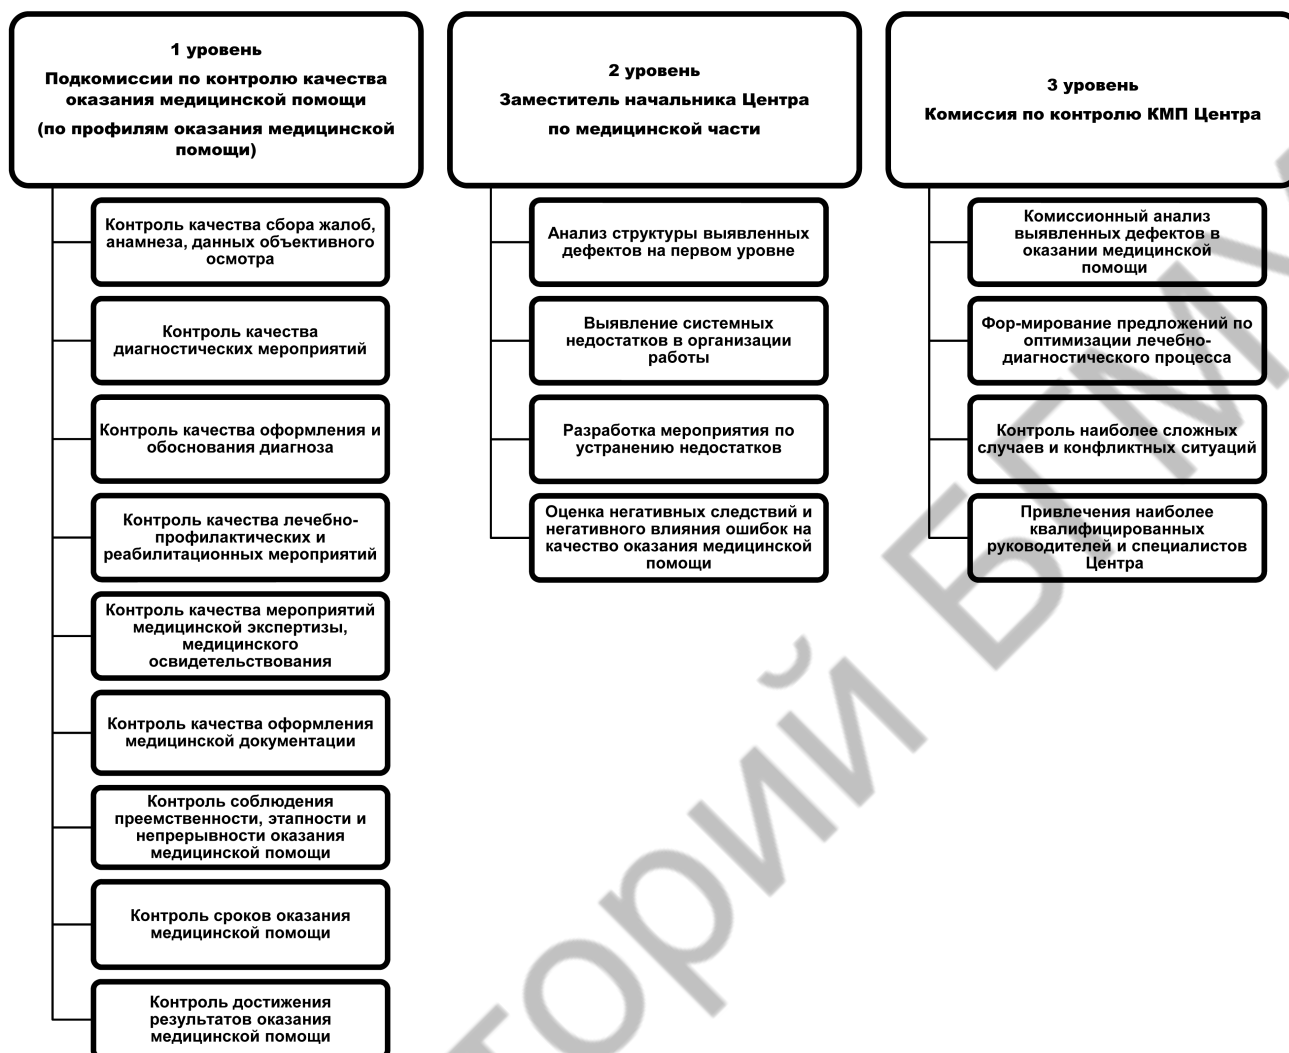 1 уровень
Подкомиссии по контролю качества
оказания медицинской помощи
(по профилям оказания медицинской
помощи)
Контроль качества сбора жалоб,
анамнеза, данных объективного
осмотра
Контроль качества
диагностических мероприятий
Контроль качества оформления и
обоснования диагноза
Контроль качества лечебно-
профилактических и
реабилитационных мероприятий
Контроль качества мероприятий
медицинской экспертизы,
медицинского
освидетельствования
Контроль качества оформления
медицинской документации
Контроль соблюдения
преемственности, этапности и
непрерывности оказания
медицинской помощи
Контроль сроков оказания
медицинской помощи
Контроль достижения
результатов оказания
медицинской помощи
2 уровень
Заместитель начальника Центра
по медицинской части
Анализ структуры выявленных
дефектов на первом уровне
Выявление системных
недостатков в организации
работы
Разработка мероприятия по
устранению недостатков
Оценка негативных следствий и
негативного влияния ошибок на
качество оказания медицинской
помощи
3 уровень
Комиссия по контролю КМП Центра
Комиссионный анализ
выявленных дефектов в
оказании медицинской
помощи
Фор-мирование предложений по
оптимизации лечебно-
диагностического процесса
Контроль наиболее сложных
случаев и конфликтных ситуаций
Привлечения наиболее
квалифицированных
руководителей и специалистов
Центра
торий БГМУ